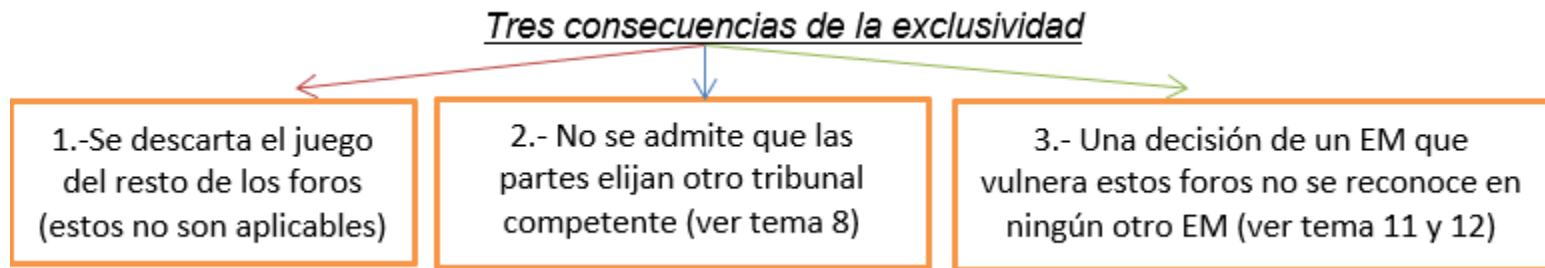 Tres consecuencias de la exclusividad
1.-Se descarta el juego
del resto de los foros
(estos no son aplicables)
2.- No se admite que las
partes elijan otro tribunal
competente (ver tema 8)
3.- Una decisión de un EM que
vulnera estos foros no se reconoce en
ningún otro EM (ver tema 11 y 12)